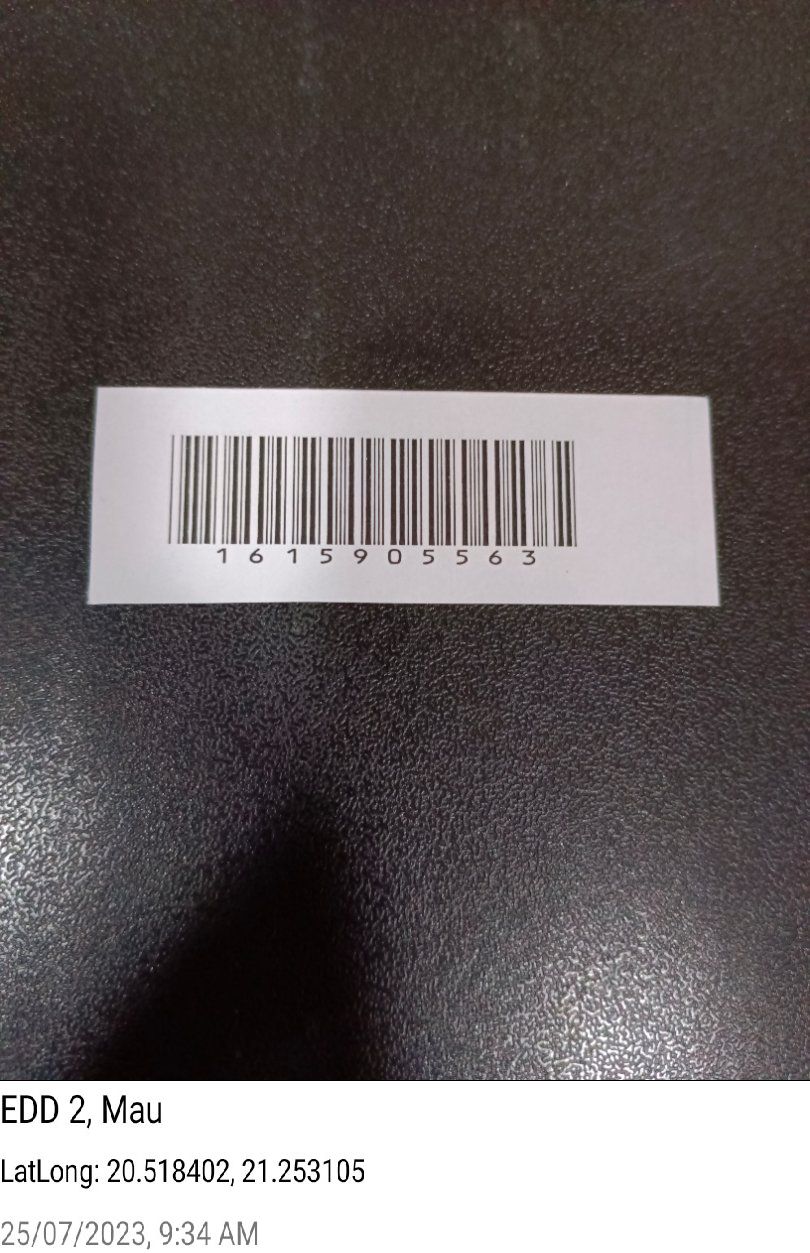 1615905563
EDD 2, Mau
LatLong: 20.518402, 21.253105
25/07/2023, 9:34 AM